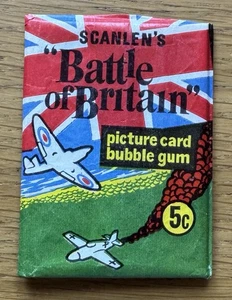 SCANLEN'S
"Battle
of Britain"
picture card
bubble gum
5c